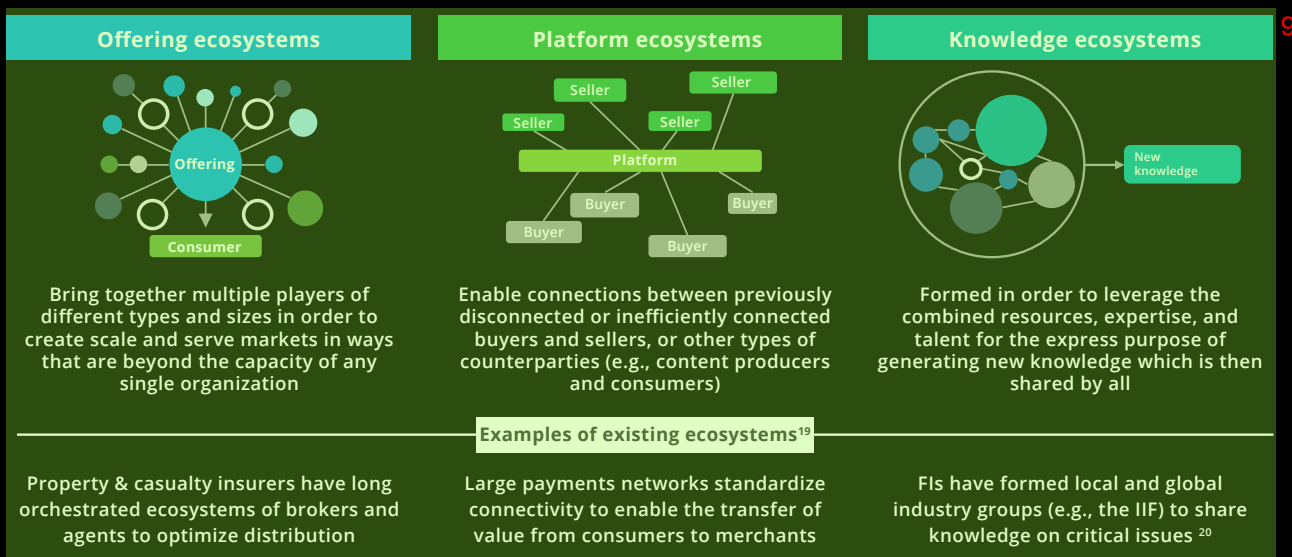 Offering ecosystems
Platform ecosystems
Knowledge ecosystems
9
Offering
Consumer
Seller
Seller
Seller
Seller
Platform
Buyer
Buyer
Buyer
Buyer
New
knowledge
Bring together multiple players of
different types and sizes in order to
create scale and serve markets in ways
that are beyond the capacity of any
single organization
Enable connections between previously
disconnected or inefficiently connected
buyers and sellers, or other types of
counterparties (e.g., content producers
and consumers)
Formed in order to leverage the
combined resources, expertise, and
talent for the express purpose of
generating new knowledge which is then
shared by all
Examples of existing ecosystems¹⁹
Property & casualty insurers have long
orchestrated ecosystems of brokers and
agents to optimize distribution
Large payments networks standardize
connectivity to enable the transfer of
value from consumers to merchants
FIs have formed local and global
industry groups (e.g., the IIF) to share
knowledge on critical issues ²⁰